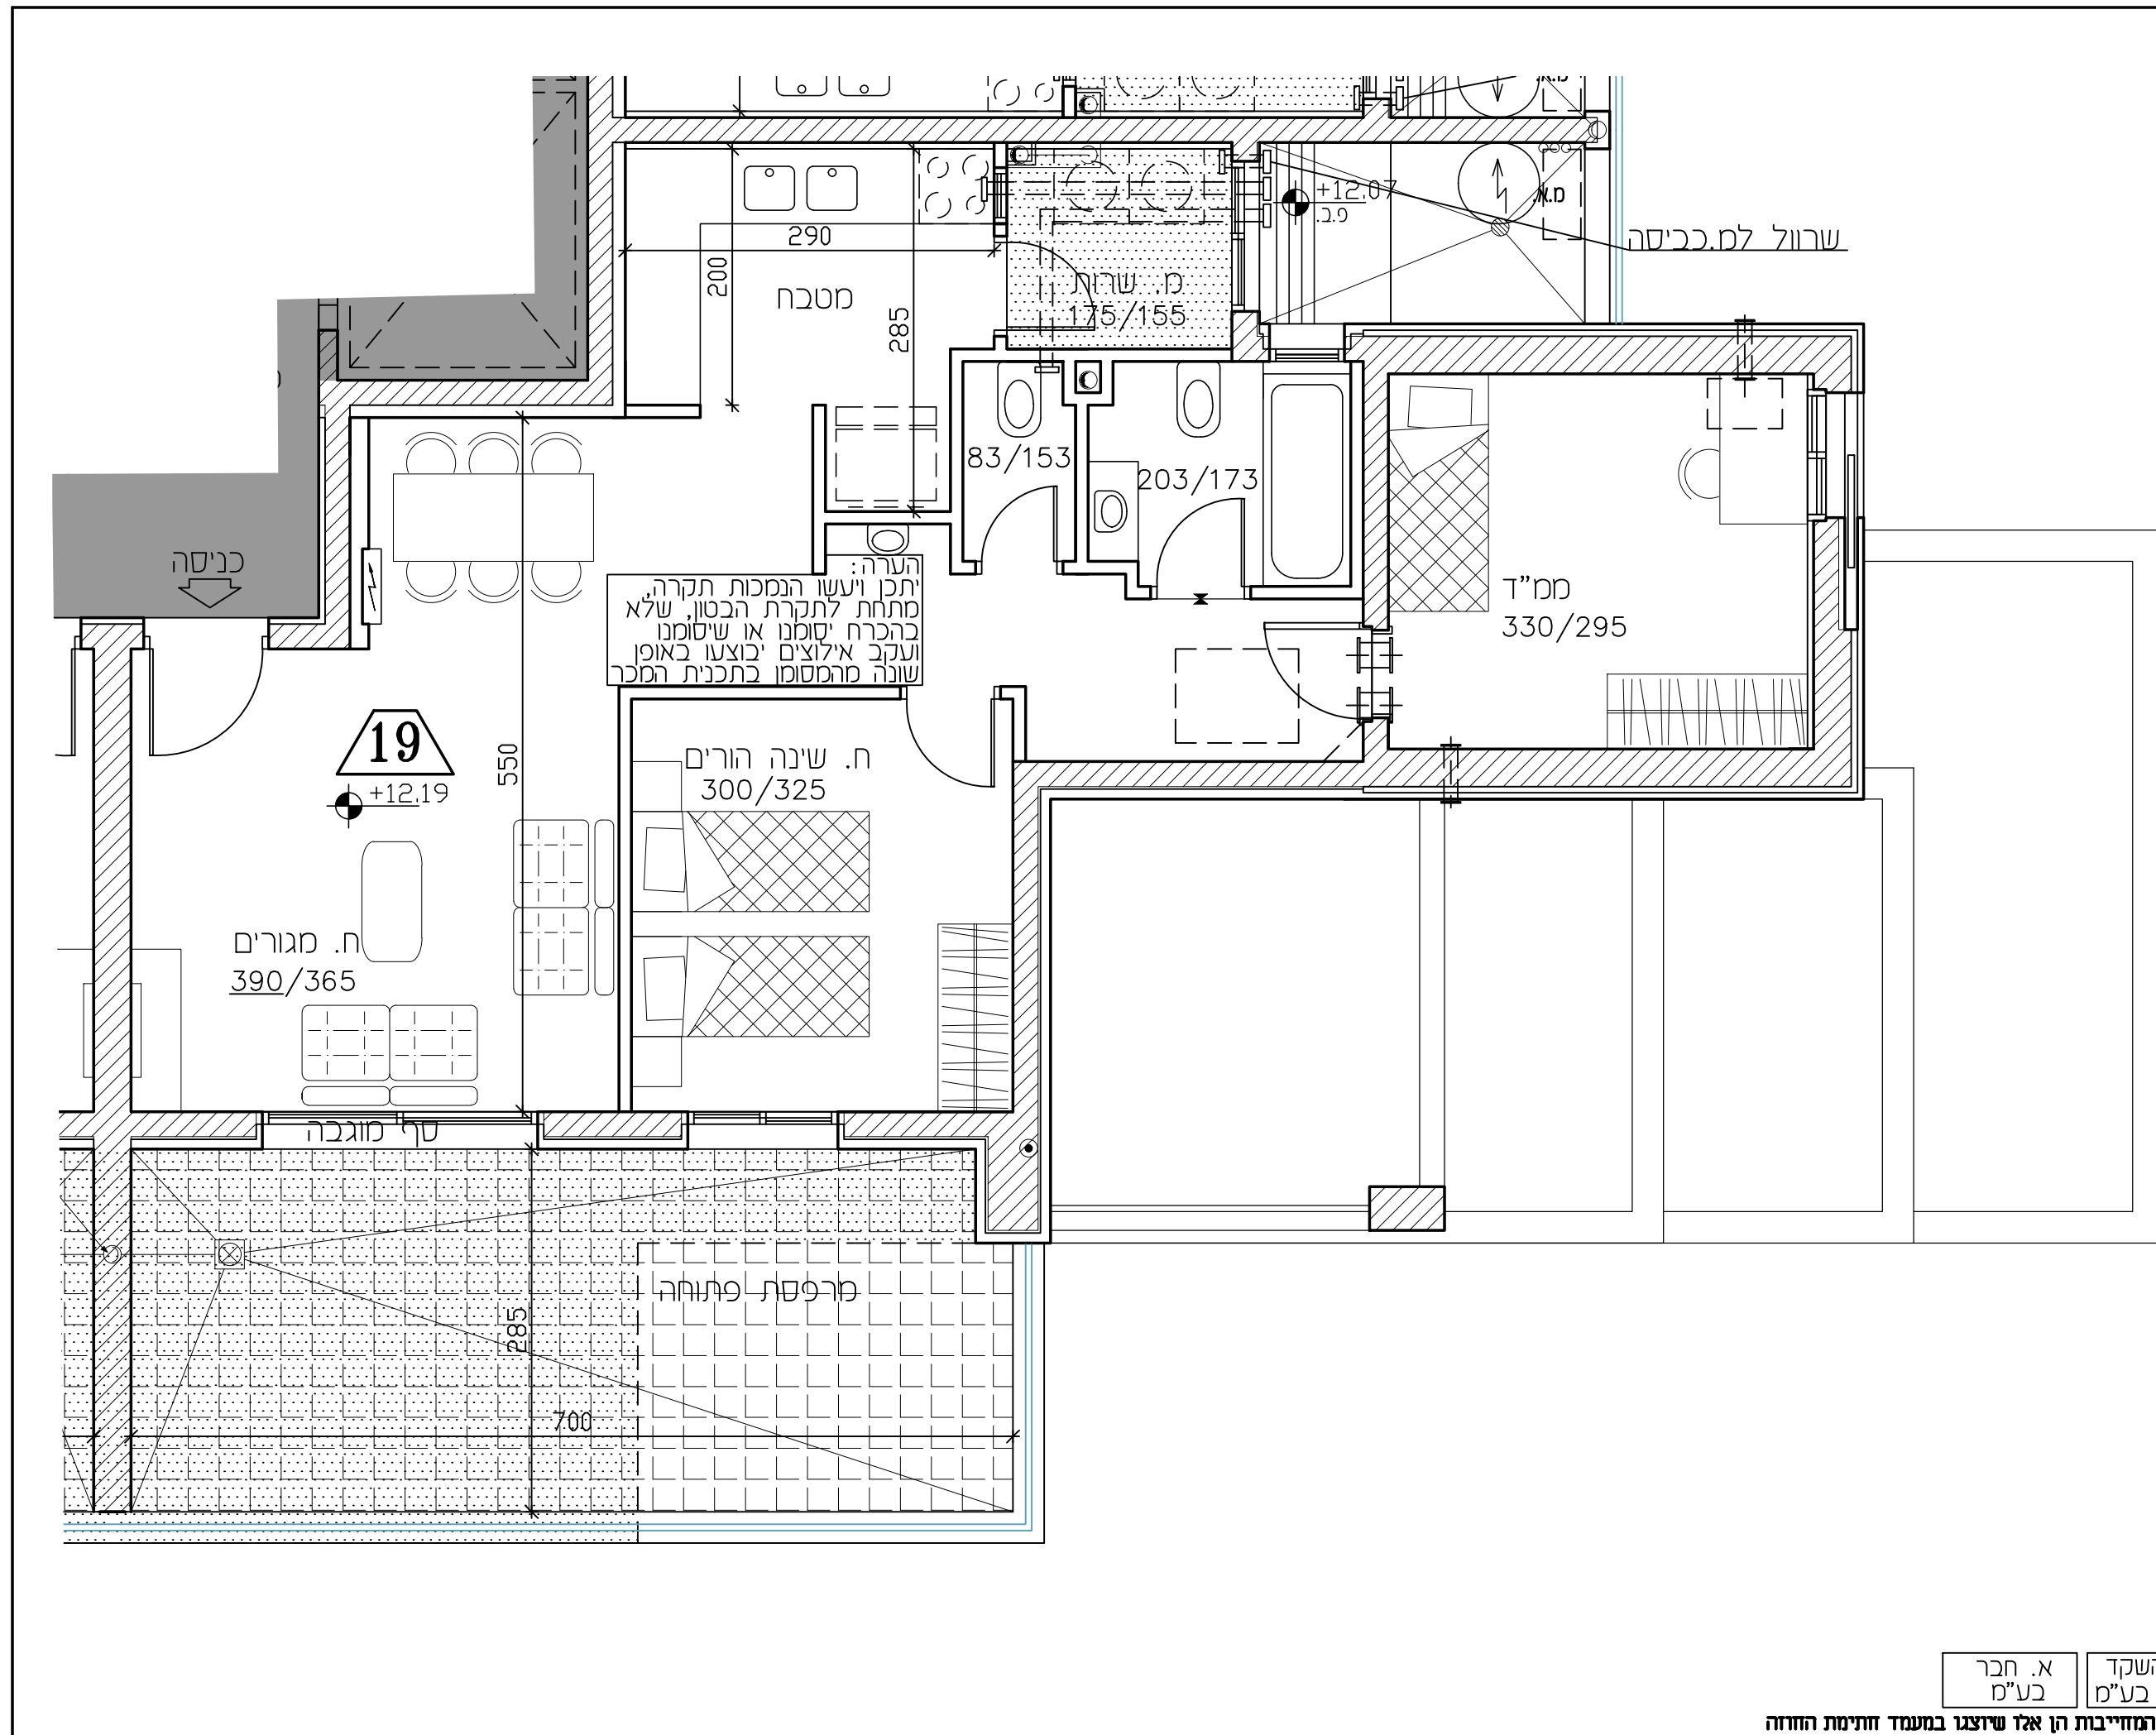 מ.א.
+12.07
פ.ב.
מ.א.
שרוול למ.כביסה
290
200
285
מטבח
מ. שרות
175/155
83/153
203/173
ממ"ד
330/295
כניסה
הערה:
יתכן ויעשו הנמכות תקרה,
מתחת לתקרת הבטון, שלא
בהכרח יסומנו או שיסומנו
ועקב אילוצים יבוצעו באופן
שונה מהמסומן בתכנית המכר
19
+12.19
550
ח. שינה הורים
300/325
ח. מגורים
390/365
סף מוגבה
מרפסת פתוחה
285
700
השקד
בע"מ
א. חבר
בע"מ
המחייבות הן אלו שיוצגו במעמד חתימת החוזה